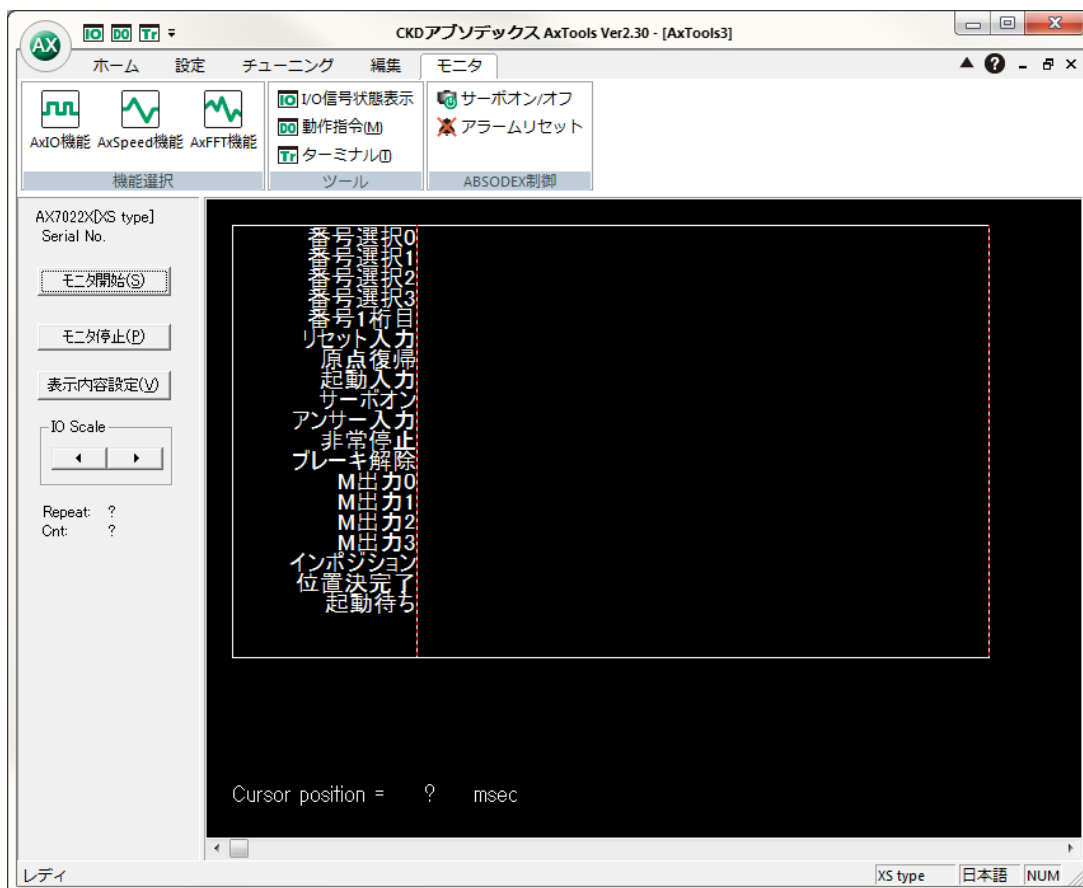 AX IO DO Tr CKDアブソデックス AxTools Ver2.30 - [AxTools3]
ホーム 設定 チューニング 編集 モニタ
AxIO機能 AxSpeed機能 AxFFT機能
機能選択
IO I/O信号状態表示
DO 動作指令(M)
Tr ターミナル(T)
ツール
サーボオン/オフ
アラームリセット
ABSODEX制御
AX7022X[XS type]
Serial No.
モニタ開始(S)
モニタ停止(P)
表示内容設定(V)
IO Scale
Repeat: ?
Cnt: ?
番号選択0
番号選択1
番号選択2
番号選択3
番号1桁目
リセット入力
原点復帰
起動入力
サーボオン
アンサー入力
非常停止
ブレーキ解除
M出力0
M出力1
M出力2
M出力3
インポジション
位置決完了
起動待ち
Cursor position = ? msec
レディ XS type 日本語 NUM